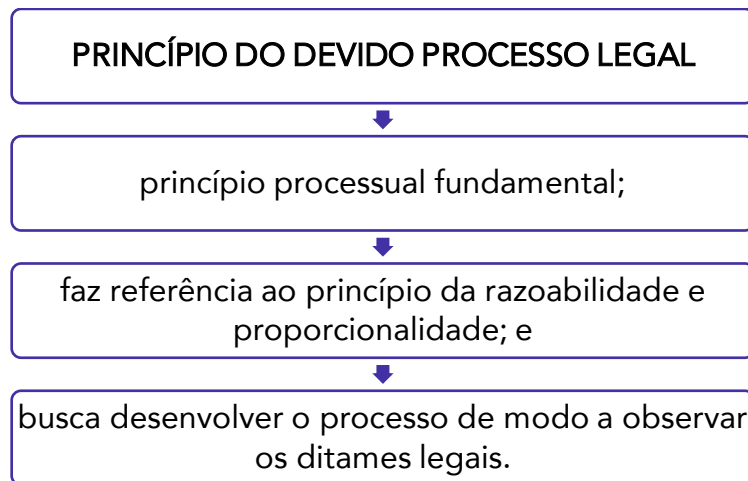 PRINCÍPIO DO DEVIDO PROCESSO LEGAL
princípio processual fundamental;
faz referência ao princípio da razoabilidade e
proporcionalidade; e
busca desenvolver o processo de modo a observar
os ditames legais.